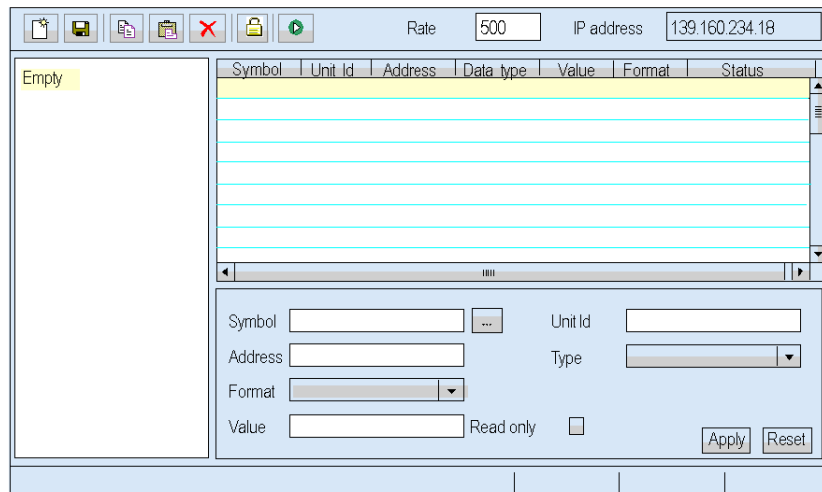 Rate 500 IP address 139.160.234.18
Empty
Symbol Unit Id Address Data type Value Format Status
Symbol ... Unit Id
Address Type
Format
Value Read only
Apply Reset